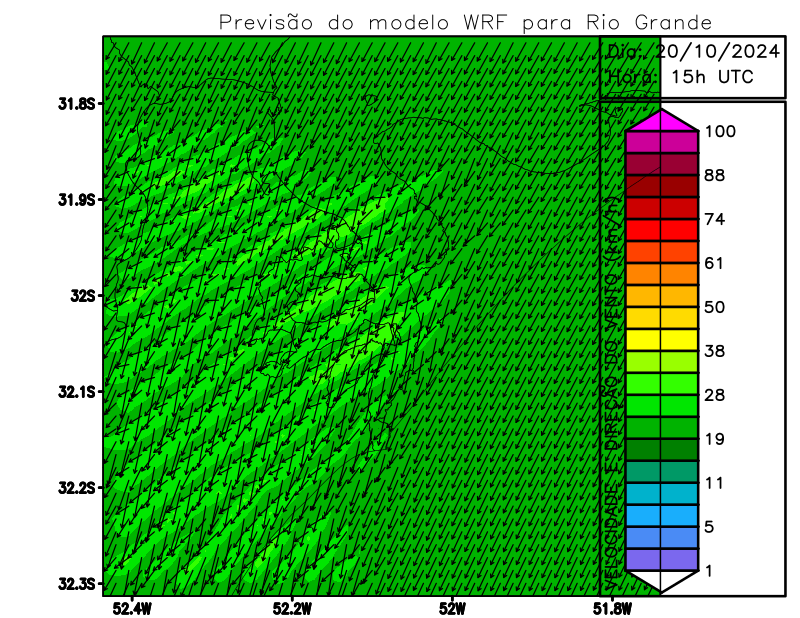 Previsão do modelo WRF para Rio Grande
Dia: 20/10/2024
Hora: 15h UTC
31.8S
31.9S
32S
32.1S
32.2S
32.3S
52.4W
52.2W
52W
51.8W
VELOCIDADE E DIREÇÃO DO VENTO (km/h)
100
88
74
61
50
38
28
19
11
5
1